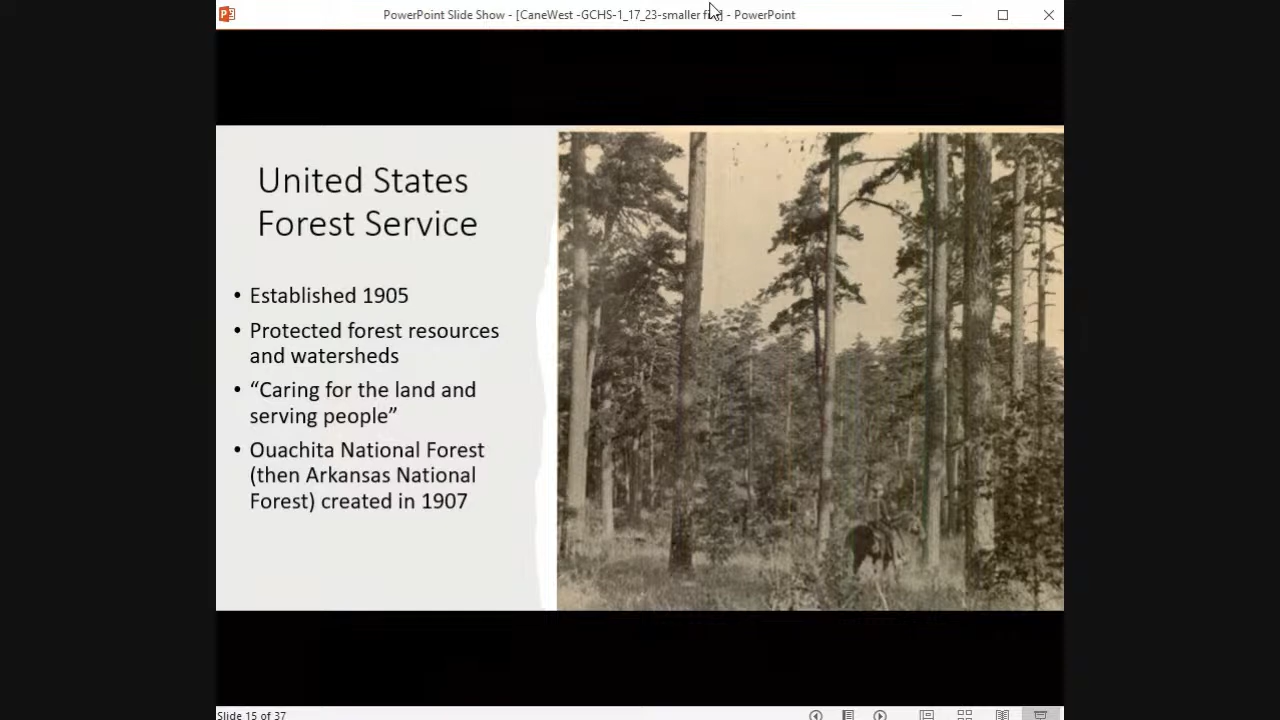 PowerPoint Slide Show - [CaneWest -GCHS-1_17_23-smaller - PowerPoint
United States
Forest Service
• Established 1905
• Protected forest resources
and watersheds
• “Caring for the land and
serving people”
• Ouachita National Forest
(then Arkansas National
Forest) created in 1907
Slide 15 of 37